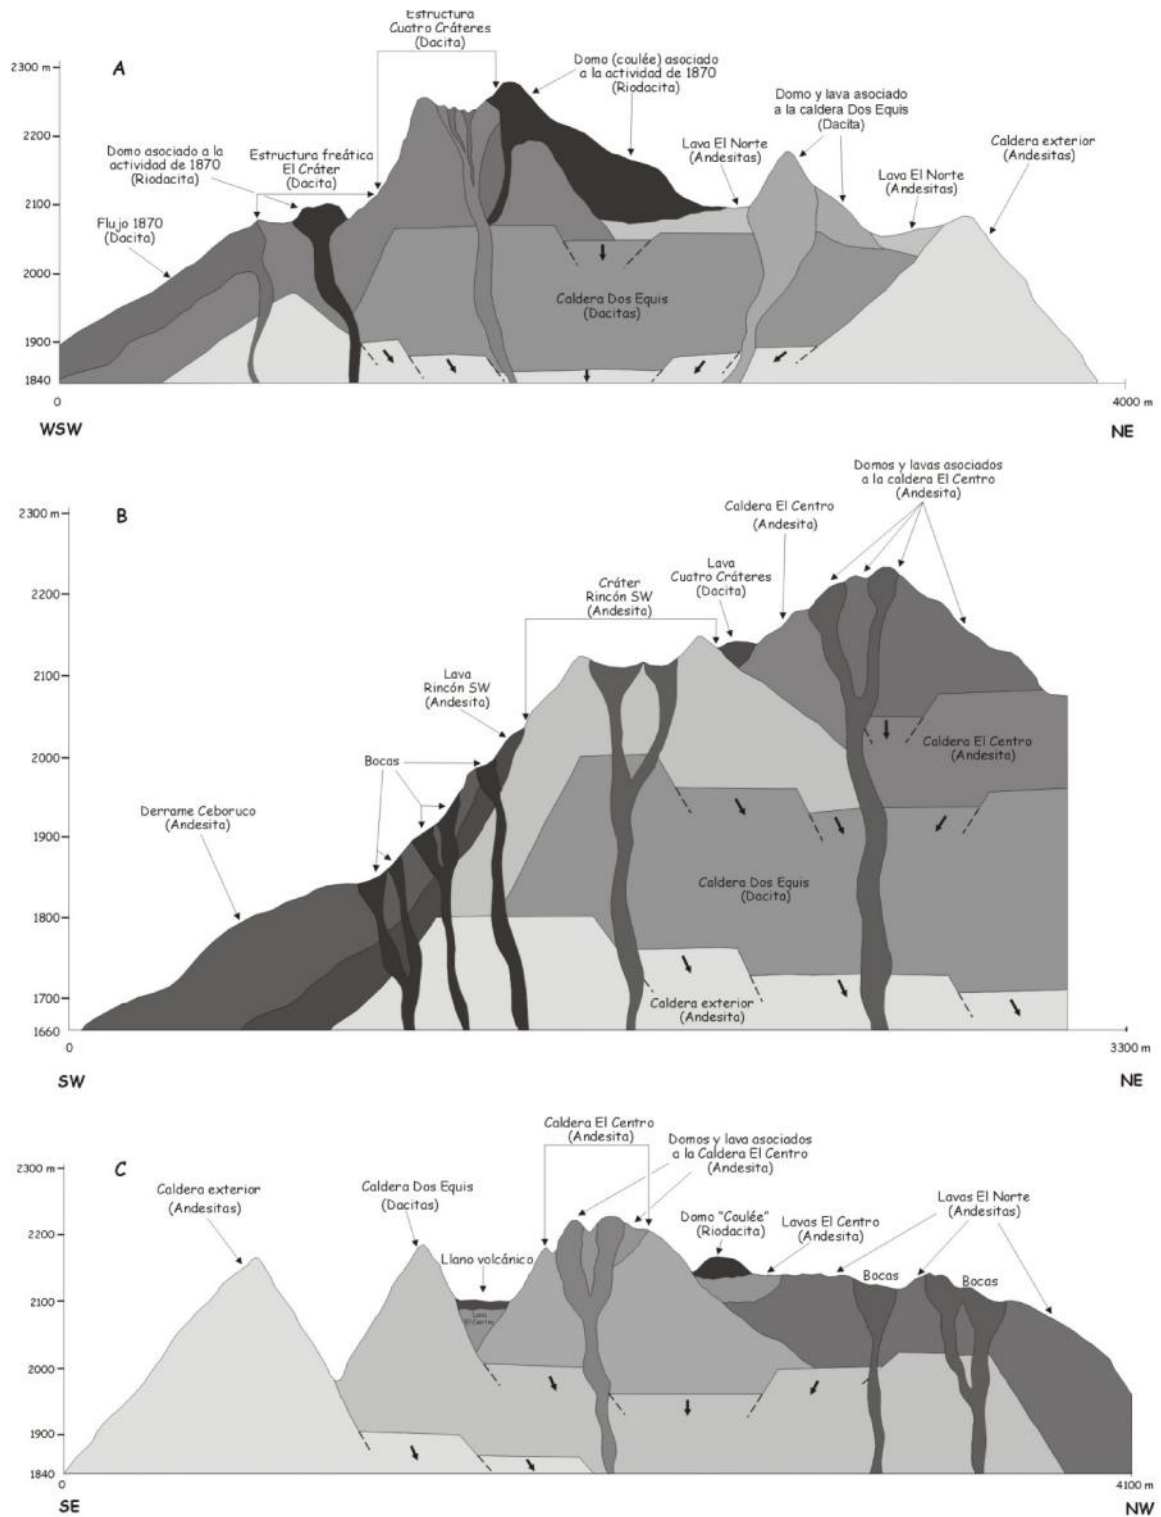 Estructura
Cuatro Cráteres
(Dacita)
2300 m
A
Domo (coulée) asociado
a la actividad de 1870
(Riodacita)
Domo y lava asociado
a la caldera Dos Equis
(Dacita)
2200
Domo asociado a la
actividad de 1870
(Riodacita)
Estructura freática
El Cráter
(Dacita)
Lava El Norte
(Andesitas)
Caldera exterior
(Andesitas)
Lava El Norte
(Andesitas)
2100
Flujo 1870
(Dacita)
2000
Caldera Dos Equis
(Dacitas)
1900
1840
0
4000 m
WSW
NE
Domos y lavas asociados
a la caldera El Centro
(Andesita)
2300 m
B
Caldera El Centro
(Andesita)
Lava
Cuatro Cráteres
(Dacita)
Cráter
Rincón SW
(Andesita)
2200
Lava
Rincón SW
(Andesita)
2100
Caldera El Centro
(Andesita)
2000
Bocas
Derrame Ceboruco
(Andesita)
1900
Caldera Dos Equis
(Dacita)
1800
1700
Caldera exterior
(Andesita)
1660
0
3300 m
SW
NE
Caldera El Centro
(Andesita)
2300 m
C
Domos y lava asociados
a la Caldera El Centro
(Andesita)
Caldera exterior
(Andesitas)
Caldera Dos Equis
(Dacitas)
Domo "Coulée"
(Riodacita)
Lavas El Norte
(Andesitas)
Lavas El Centro
(Andesita)
2200
Llano volcánico
Bocas
Bocas
2100
Lava
El Centro
2000
1900
1840
0
4100 m
SE
NW